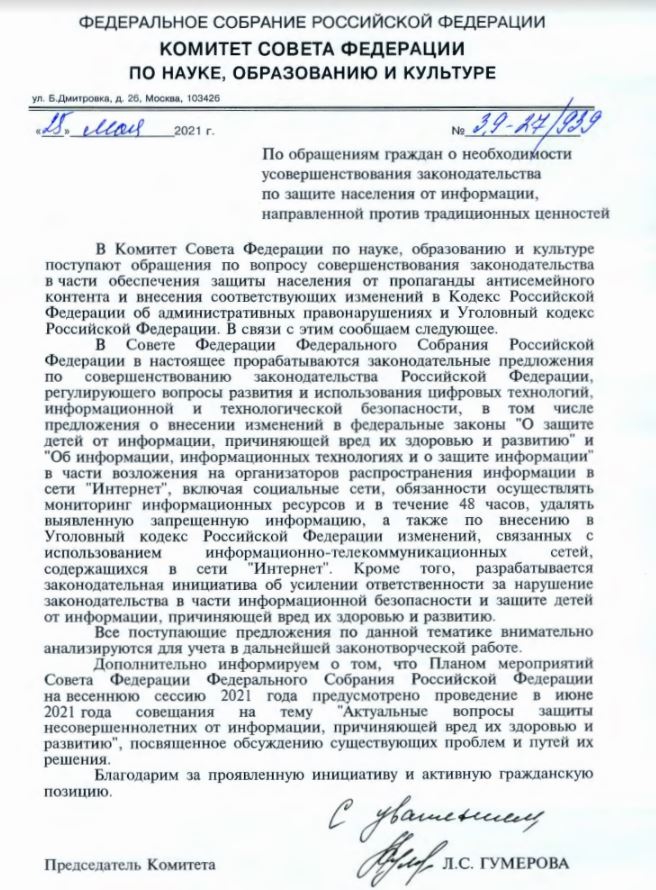 ФЕДЕРАЛЬНОЕ СОБРАНИЕ РОССИЙСКОЙ ФЕДЕРАЦИИ
КОМИТЕТ СОВЕТА ФЕДЕРАЦИИ
ПО НАУКЕ, ОБРАЗОВАНИЮ И КУЛЬТУРЕ
ул. Б.Дмитровка, д. 26, Москва, 103426
«25» мая 2021 г. № 3.9-27/939
По обращениям граждан о необходимости
усовершенствования законодательства
по защите населения от информации,
направленной против традиционных ценностей
В Комитет Совета Федерации по науке, образованию и культуре
поступают обращения по вопросу совершенствования законодательства
в части обеспечения защиты населения от пропаганды антисемейного
контента и внесения соответствующих изменений в Кодекс Российской
Федерации об административных правонарушениях и Уголовный кодекс
Российской Федерации. В связи с этим сообщаем следующее.
В Совете Федерации Федерального Собрания Российской
Федерации в настоящее прорабатываются законодательные предложения
по совершенствованию законодательства Российской Федерации,
регулирующего вопросы развития и использования цифровых технологий,
информационной и технологической безопасности, в том числе
предложения о внесении изменений в федеральные законы "О защите
детей от информации, причиняющей вред их здоровью и развитию" и
"Об информации, информационных технологиях и о защите информации"
в части возложения на организаторов распространения информации в
сети "Интернет", включая социальные сети, обязанности осуществлять
мониторинг информационных ресурсов и в течение 48 часов, удалять
выявленную запрещенную информацию, а также по внесению в
Уголовный кодекс Российской Федерации изменений, связанных с
использованием информационно-телекоммуникационных сетей,
содержащихся в сети "Интернет". Кроме того, разрабатывается
законодательная инициатива об усилении ответственности за нарушение
законодательства в части информационной безопасности и защите детей
от информации, причиняющей вред их здоровью и развитию.
Все поступающие предложения по данной тематике внимательно
анализируются для учета в дальнейшей законотворческой работе.
Дополнительно информируем о том, что Планом мероприятий
Совета Федерации Федерального Собрания Российской Федерации
на весеннюю сессию 2021 года предусмотрено проведение в июне
2021 года совещания на тему "Актуальные вопросы защиты
несовершеннолетних от информации, причиняющей вред их здоровью и
развитию", посвященное обсуждению существующих проблем и путей их
решения.
Благодарим за проявленную инициативу и активную гражданскую
позицию.
С уважением
Председатель Комитета Л.С. ГУМЕРОВА